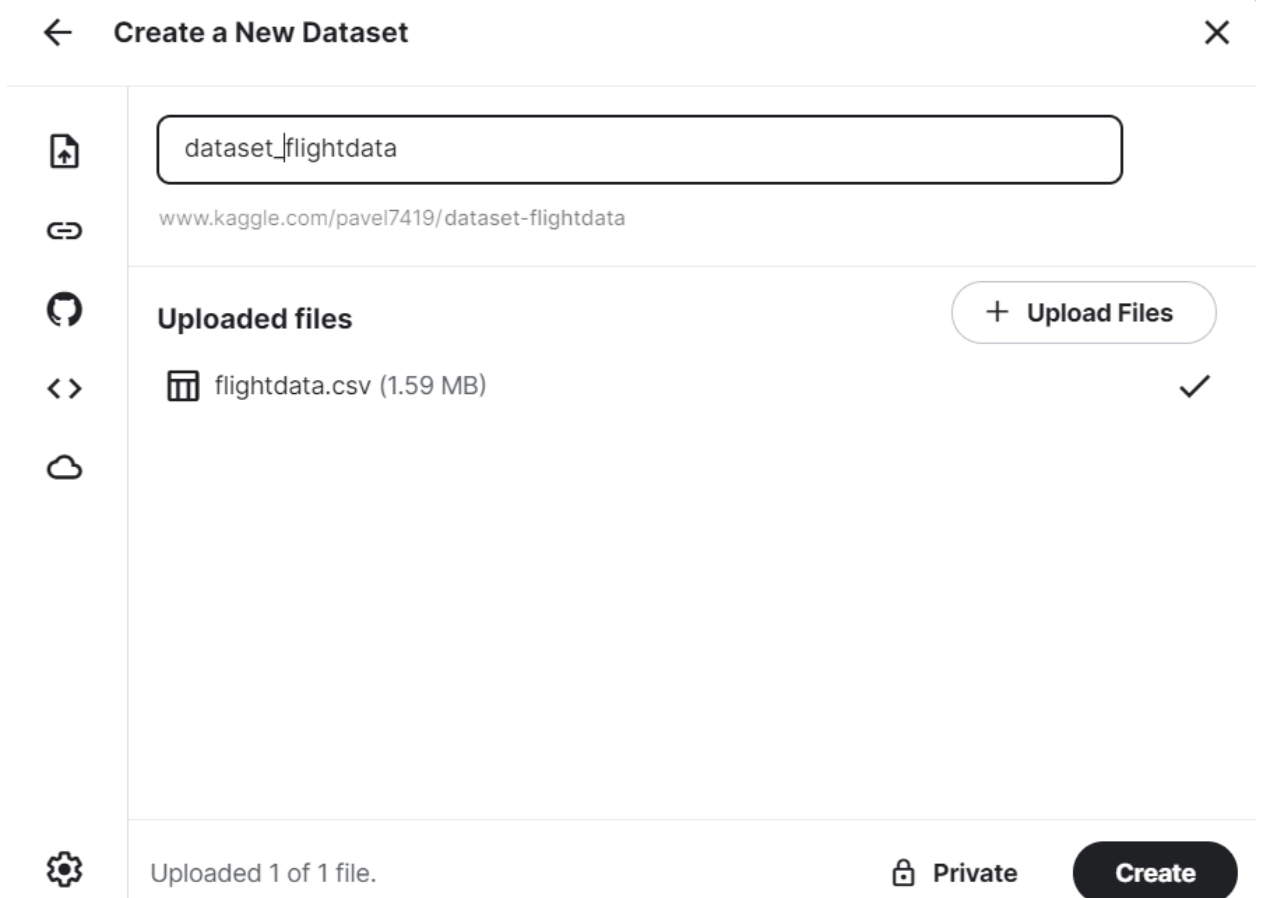 Create a New Dataset
dataset_flightdata
www.kaggle.com/pavel7419/dataset-flightdata
Uploaded files
+ Upload Files
flightdata.csv (1.59 MB)
Uploaded 1 of 1 file.
Private
Create